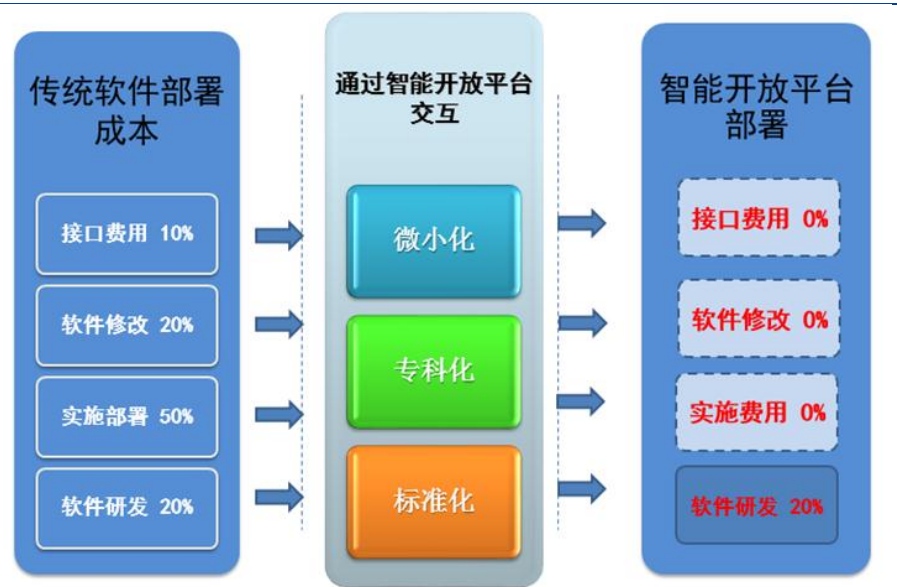 传统软件部署
成本
接口费用 10%
软件修改 20%
实施部署 50%
软件研发 20%
通过智能开放平台
交互
微小化
专科化
标准化
智能开放平台
部署
接口费用 0%
软件修改 0%
实施费用 0%
软件研发 20%